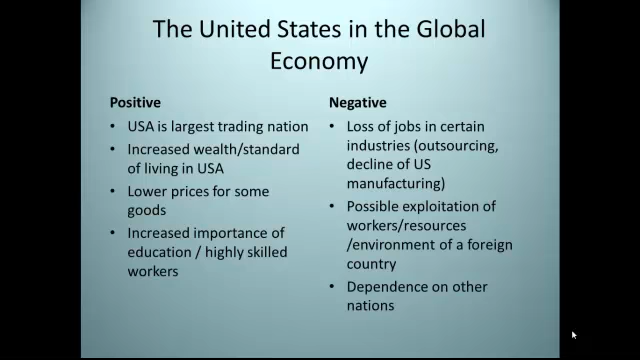 The United States in the Global
Economy
Positive
• USA is largest trading nation
• Increased wealth/standard
of living in USA
• Lower prices for some
goods
• Increased importance of
education / highly skilled
workers
Negative
• Loss of jobs in certain
industries (outsourcing,
decline of US
manufacturing)
• Possible exploitation of
workers/resources
/environment of a foreign
country
• Dependence on other
nations